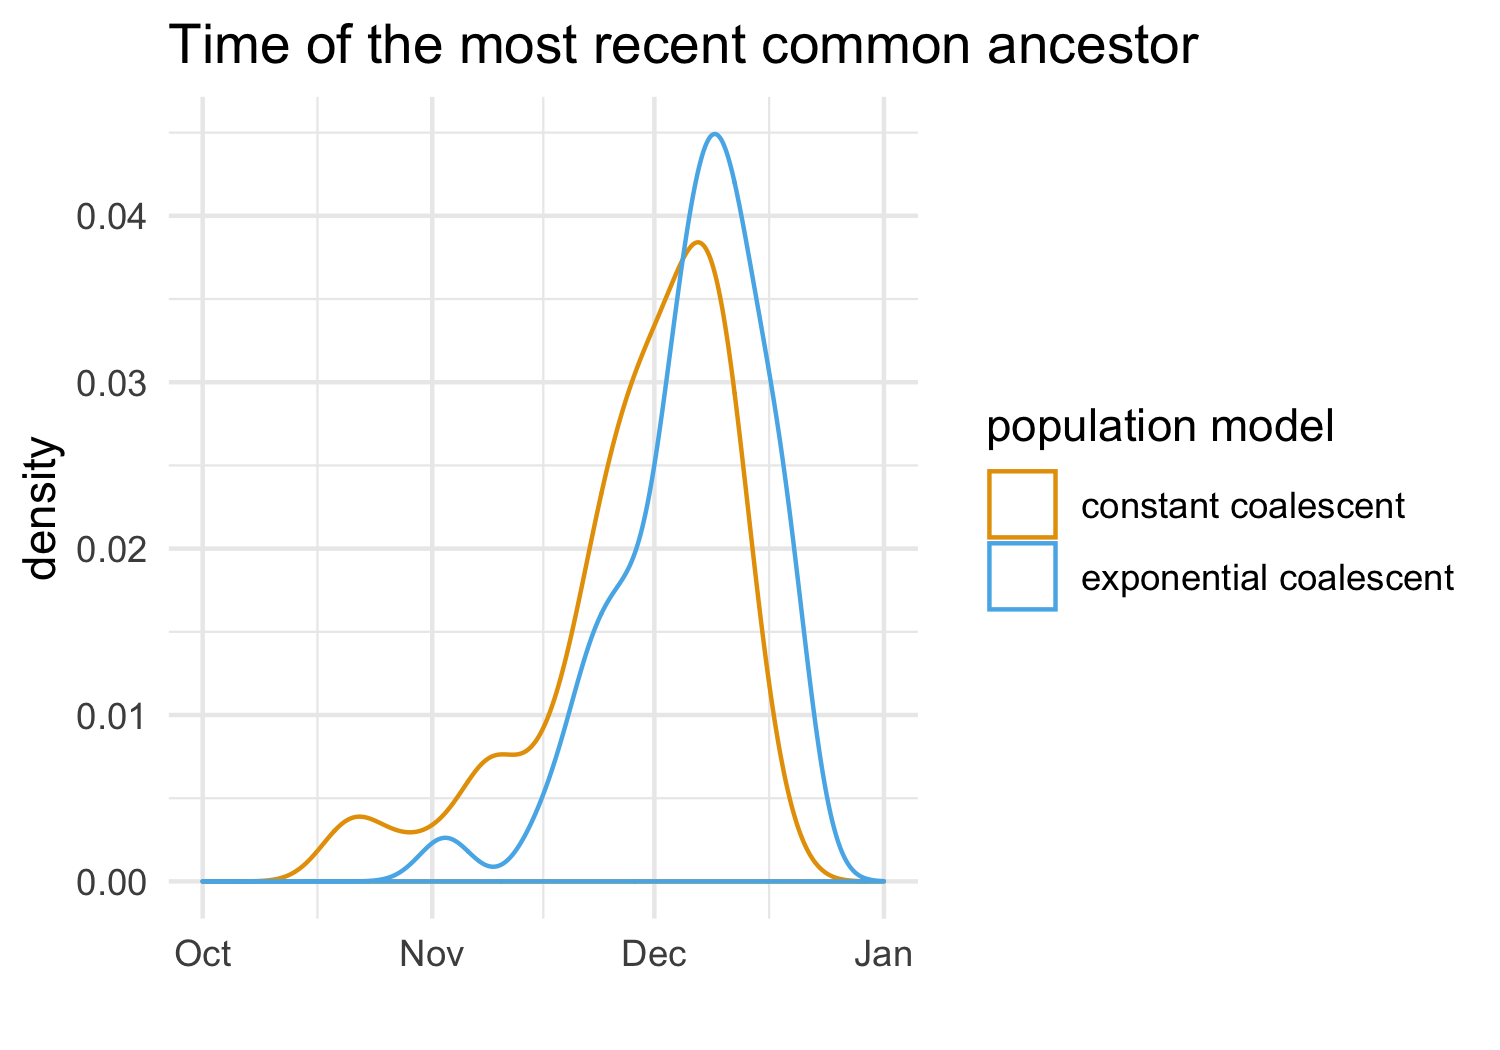 Time of the most recent common ancestor
0.04
0.03
0.02
0.01
0.00
density
Oct Nov Dec Jan
population model
constant coalescent
exponential coalescent